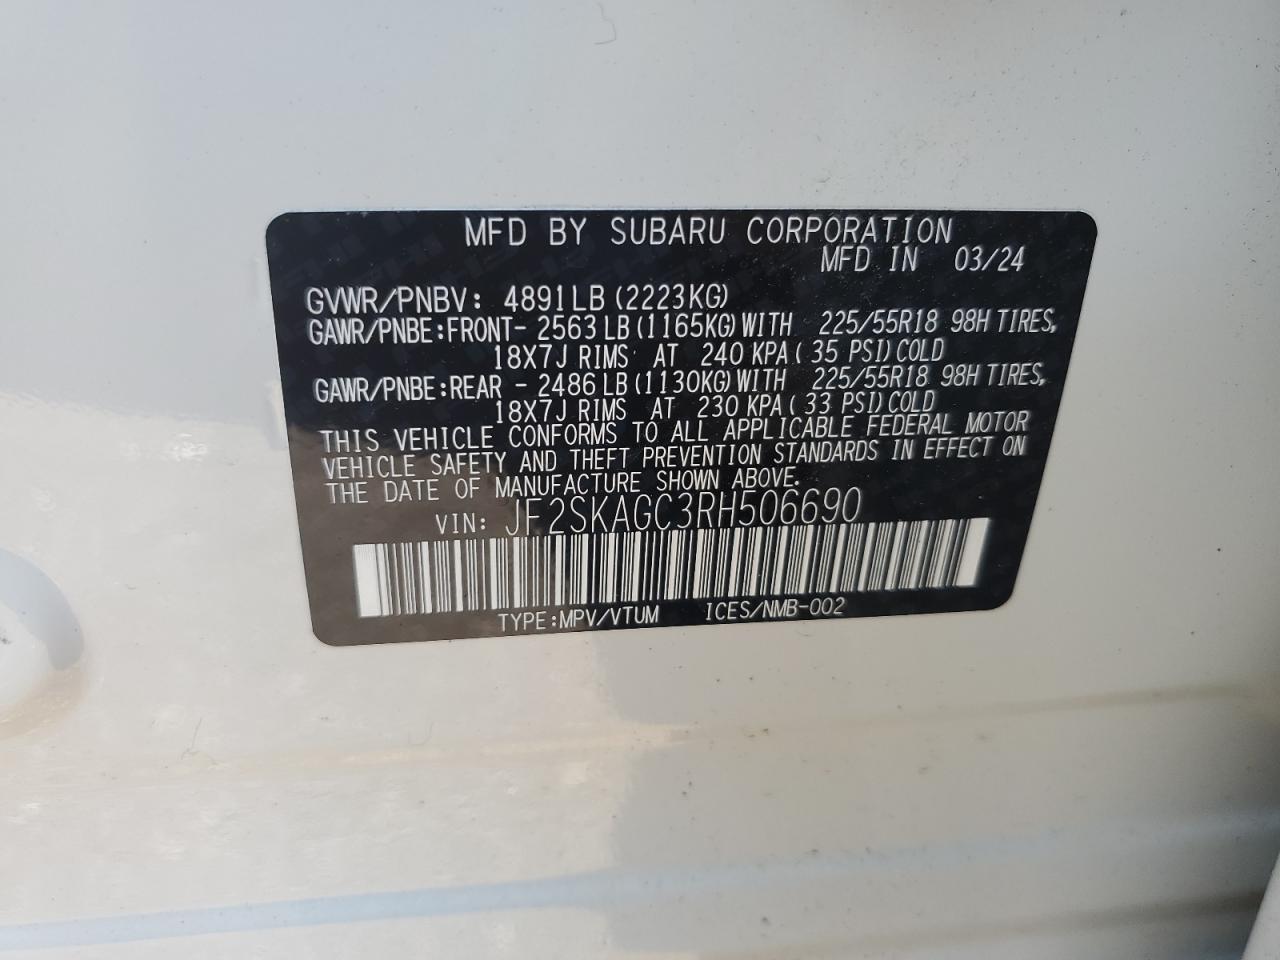 MFD BY SUBARU CORPORATION
MFD IN 03/24
GVWR/PNBV: 4891LB (2223KG)
GAWR/PNBE:FRONT- 2563LB (1165KG) WITH 225/55R18 98H TIRES,
18X7J RIMS AT 240 KPA (35 PSI) COLD
GAWR/PNBE:REAR - 2486LB (1130KG) WITH 225/55R18 98H TIRES,
18X7J RIMS AT 230 KPA (33 PSI) COLD
THIS VEHICLE CONFORMS TO ALL APPLICABLE FEDERAL MOTOR
VEHICLE SAFETY AND THEFT PREVENTION STANDARDS IN EFFECT ON
THE DATE OF MANUFACTURE SHOWN ABOVE.
VIN: JF2SKAGC3RH506690
TYPE:MPV/VTUM ICES/NMB-002